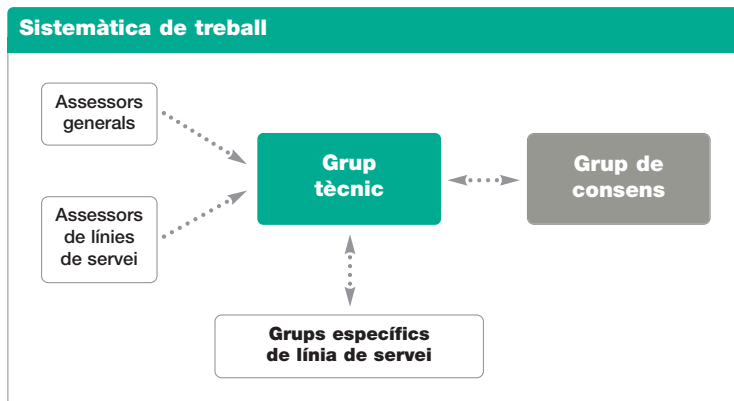 Sistemàtica de treball
Assessors
generals
Grup
tècnic
Grup de
consens
Assessors
de línies
de servei
Grups específics
de línia de servei